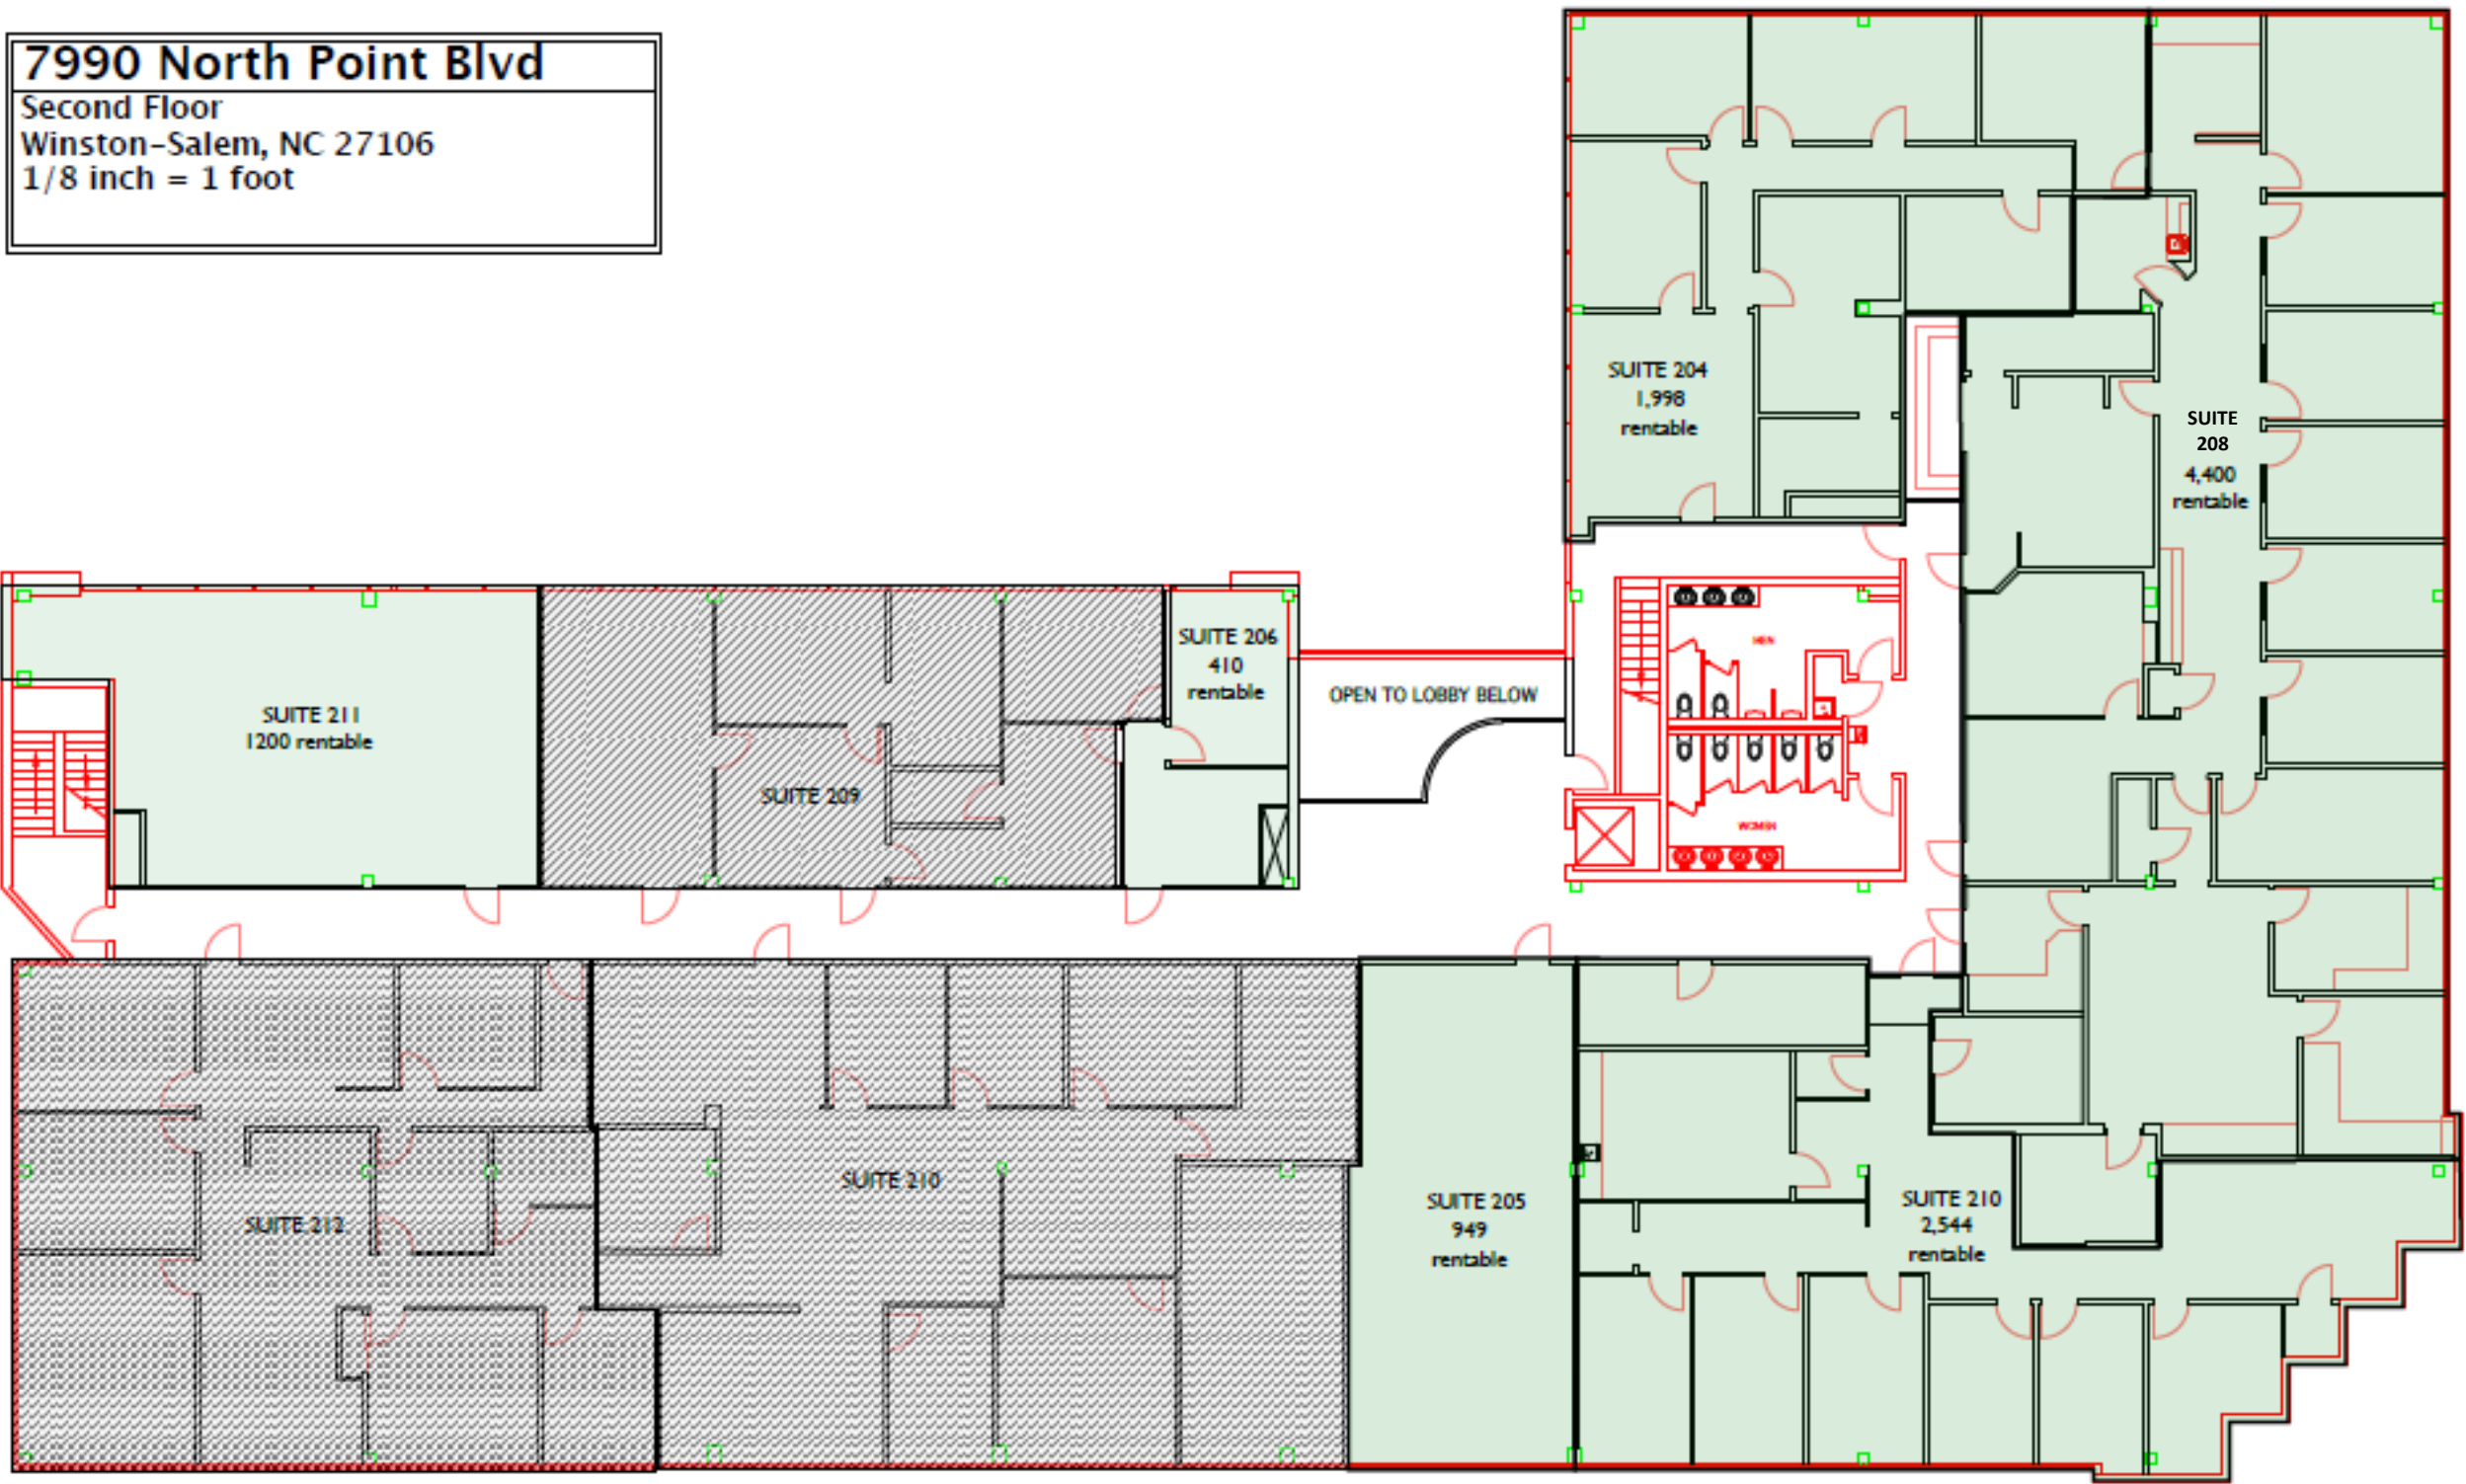 7990 North Point Blvd
Second Floor
Winston-Salem, NC 27106
1/8 inch = 1 foot
SUITE 204
1,998
rentable
SUITE
208
4,400
rentable
SUITE 211
1200 rentable
SUITE 209
SUITE 206
410
rentable
OPEN TO LOBBY BELOW
MEN
WOMEN
SUITE 212
SUITE 210
SUITE 205
949
rentable
SUITE 210
2,544
rentable